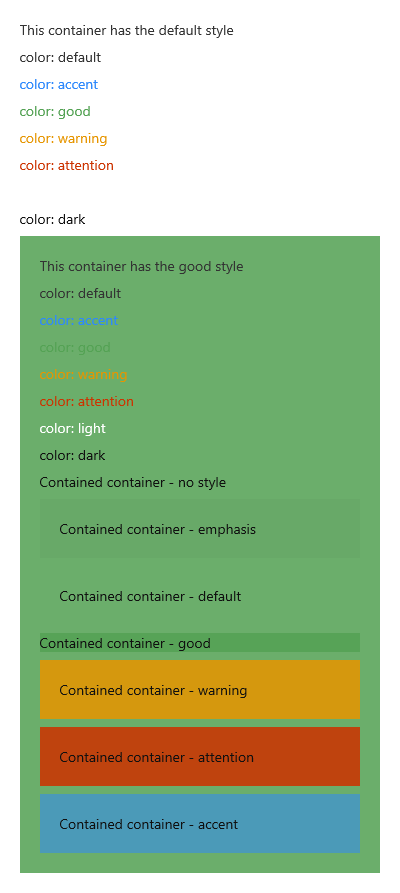 This container has the default style
color: default
color: accent
color: good
color: warning
color: attention
color: dark
This container has the good style
color: default
color: accent
color: good
color: warning
color: attention
color: light
color: dark
Contained container - no style
Contained container - emphasis
Contained container - default
Contained container - good
Contained container - warning
Contained container - attention
Contained container - accent